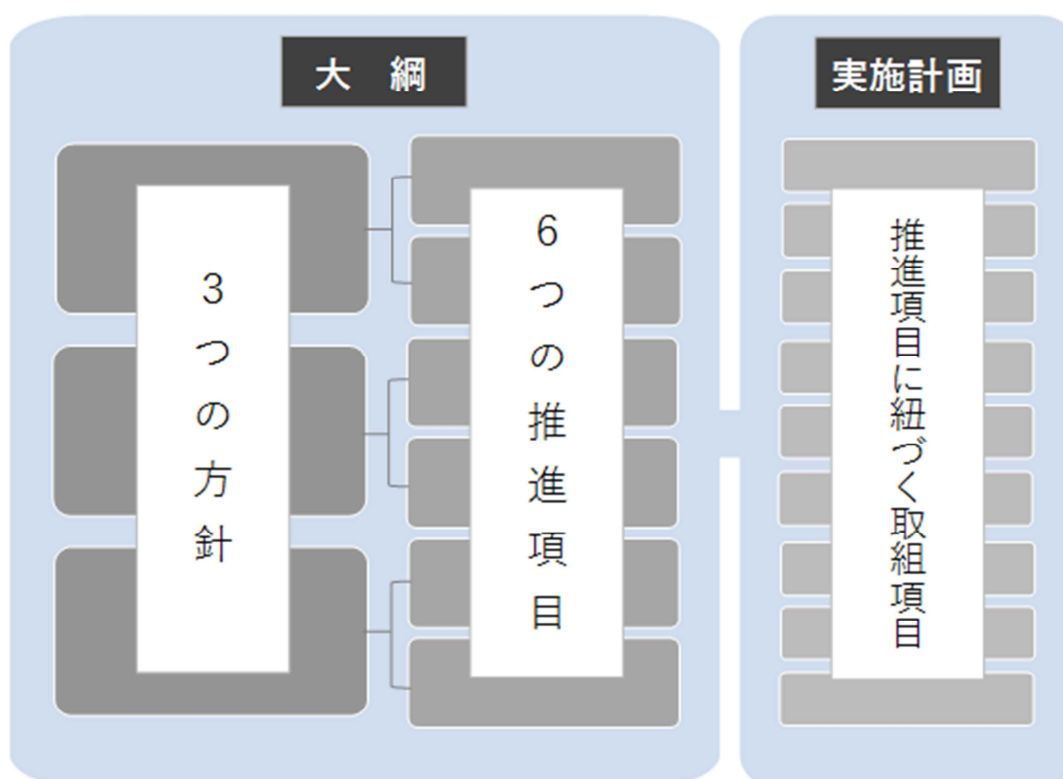 大　綱
実施計画
3つの方針
6つの推進項目
推進項目に紐づく取組項目